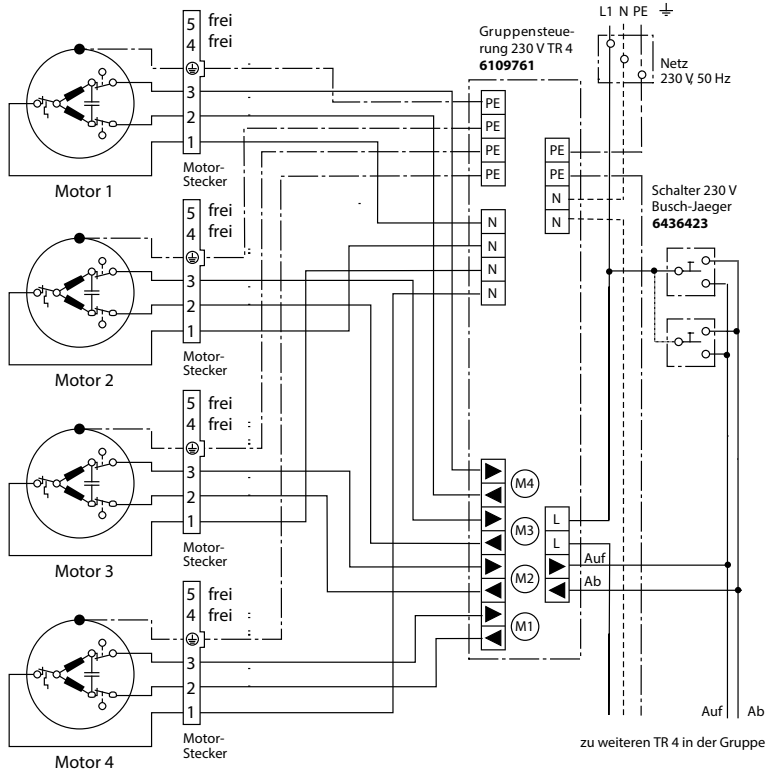 L1 N PE
Gruppensteue-
rung 230 V TR 4
6109761
Netz
230 V, 50 Hz
Schalter 230 V
Busch-Jaeger
6436423
5 frei
4 frei
3
2
1
Motor-
Stecker
Motor 1
5 frei
4 frei
3
2
1
Motor-
Stecker
Motor 2
5 frei
4 frei
3
2
1
Motor-
Stecker
Motor 3
5 frei
4 frei
3
2
1
Motor-
Stecker
Motor 4
PE
PE
PE
PE
N
N
N
N
PE
PE
N
N
M4
M3
M2
M1
L
L
Auf
Ab
Auf Ab
zu weiteren TR 4 in der Gruppe